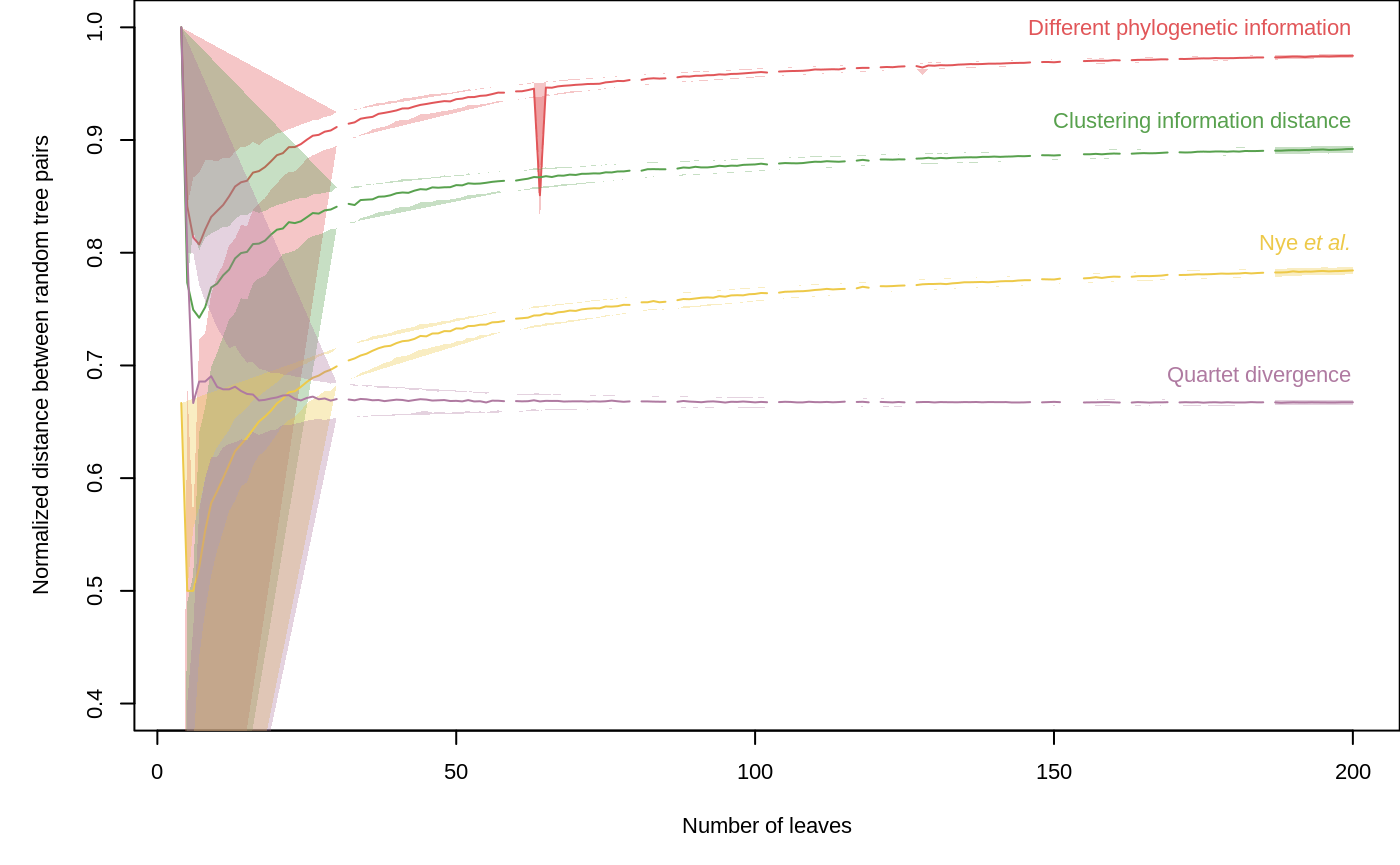 Different phylogenetic information
Clustering information distance
Nye et al.
Quartet divergence
Normalized distance between random tree pairs
1.0
0.9
0.8
0.7
0.6
0.5
0.4
0 50 100 150 200
Number of leaves